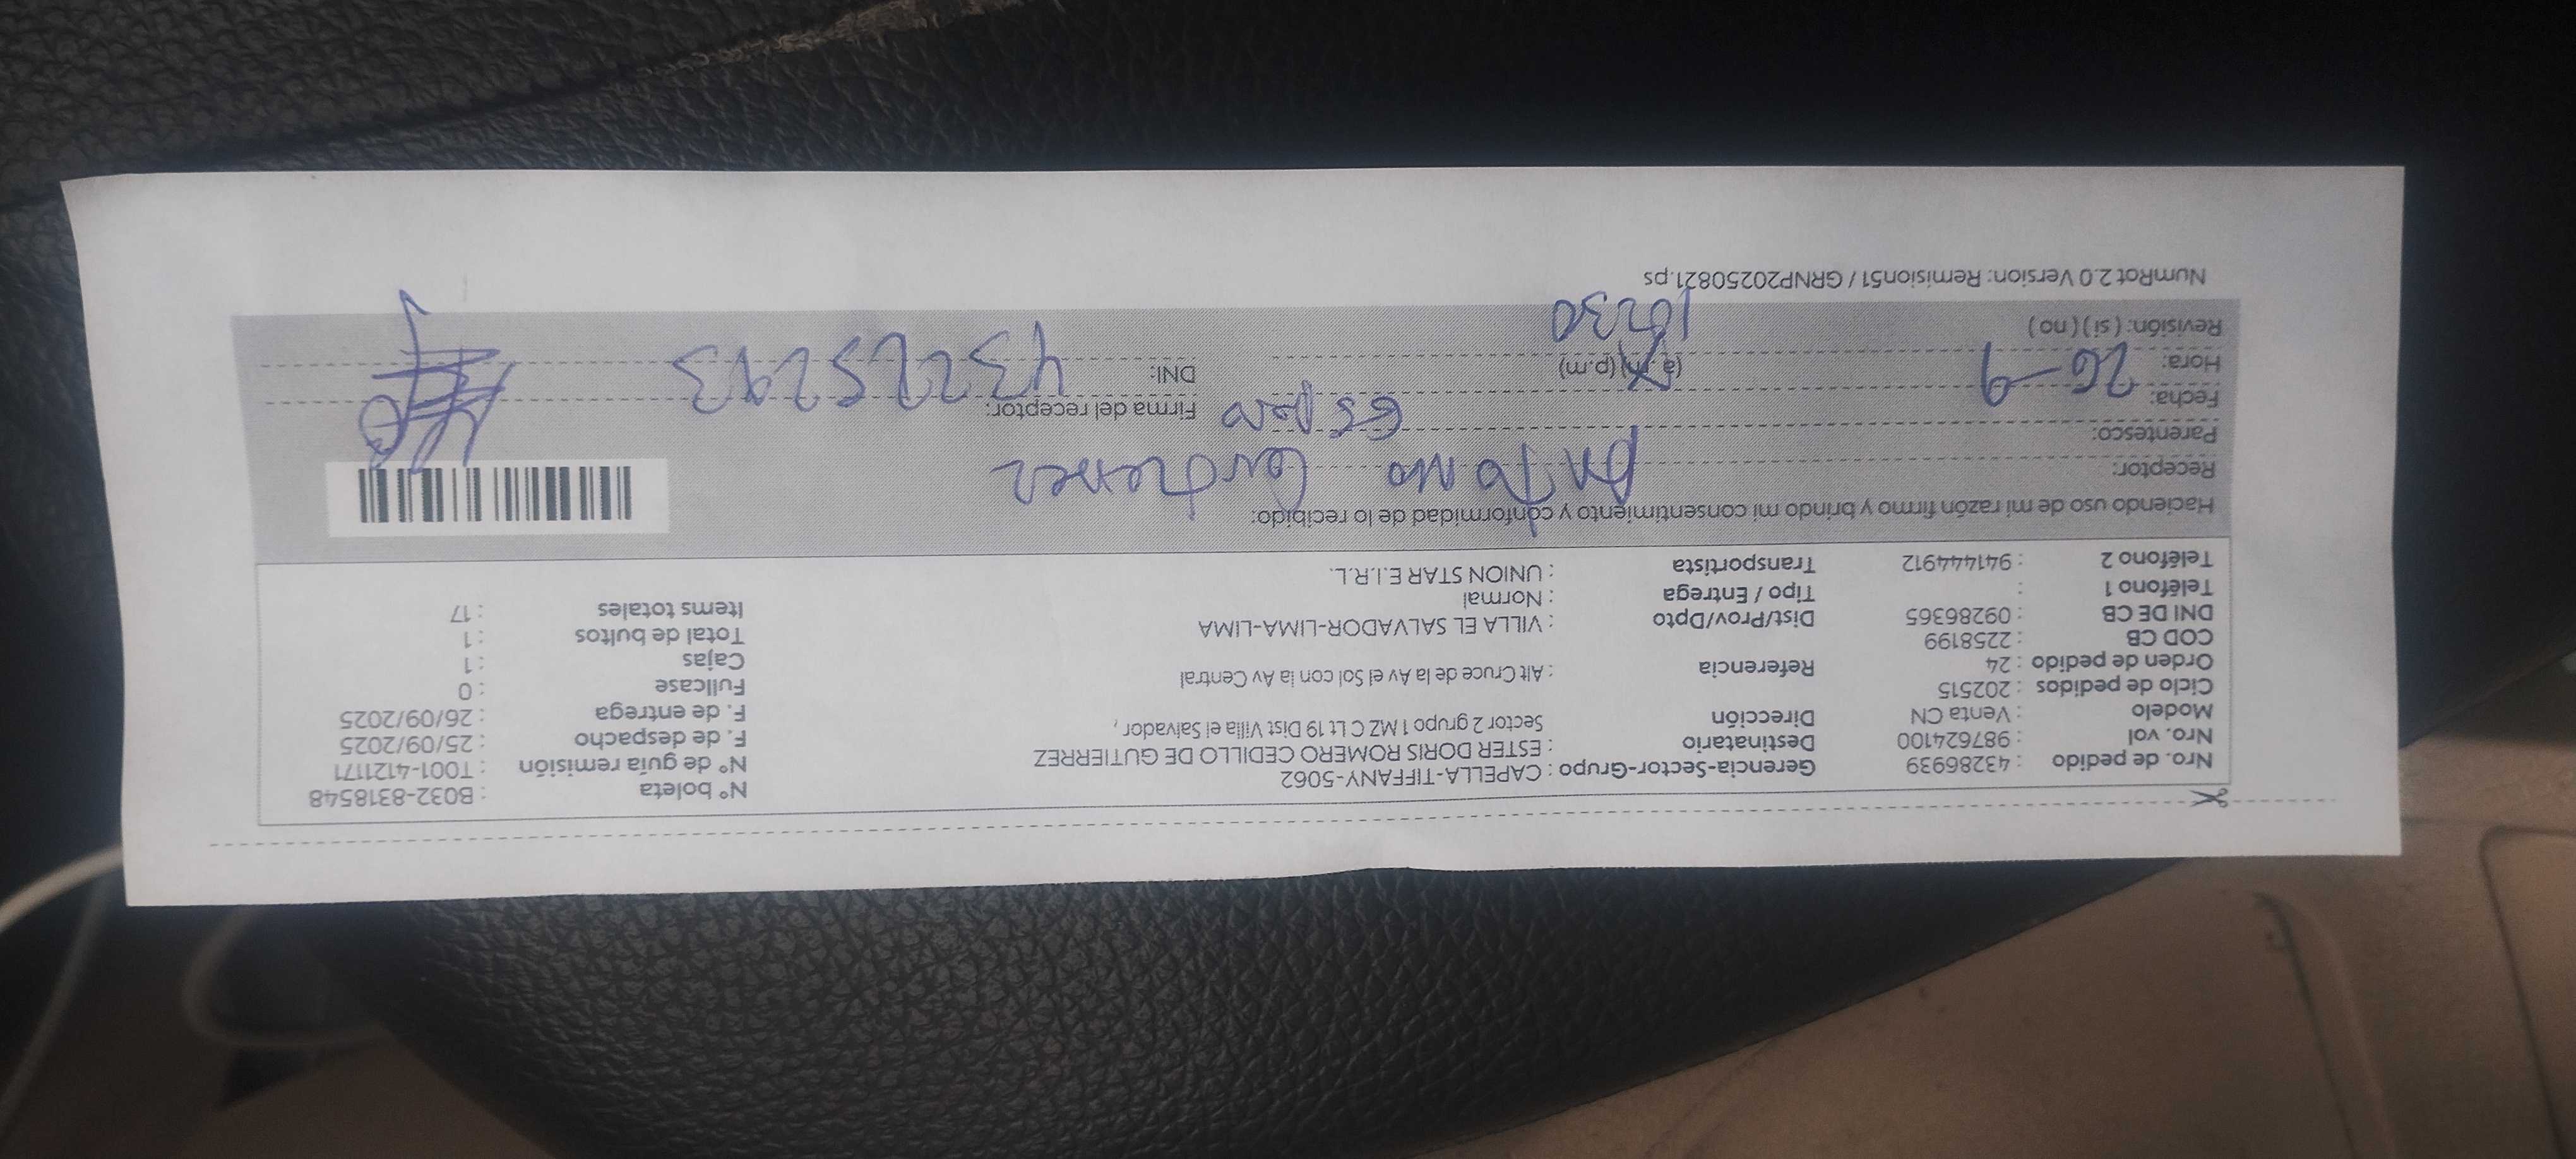 Nro. de pedido : 43286939 Gerencia-Sector-Grupo : CAPELLA-TIFFANY-5062 N° boleta : B032-8318548
Nro. vol : 987624100 Destinatario : ESTER DORIS ROMERO CEDILLO DE GUTIERREZ N° de guía remisión : T001-4121171
Modelo : Venta CN Dirección Sector 2 grupo 1 MZ C Lt 19 Dist Villa el Salvador , F. de despacho : 25/09/2025
Ciclo de pedidos : 202515 F. de entrega : 26/09/2025
Orden de pedido : 24 Referencia : Alt Cruce de la Av el Sol con la Av Central Fullcase : 0
COD CB : 2258199 Cajas : 1
DNI DE CB : 09286365 Dist/Prov/Dpto : VILLA EL SALVADOR-LIMA-LIMA Total de bultos : 1
Teléfono 1 : Tipo / Entrega : Normal Items totales : 17
Teléfono 2 : 941444912 Transportista : UNION STAR E.I.R.L.
Haciendo uso de mi razón firmo y brindo mi consentimiento y conformidad de lo recibido:
Receptor:
Parentesco:
Fecha: 26-9 Firma del receptor:
Hora: (a.m) (p.m) 10:30 DNI:
Revisión: ( si ) ( no )
NumRot 2.0 Version: Remision51 / GRNP20250821.ps